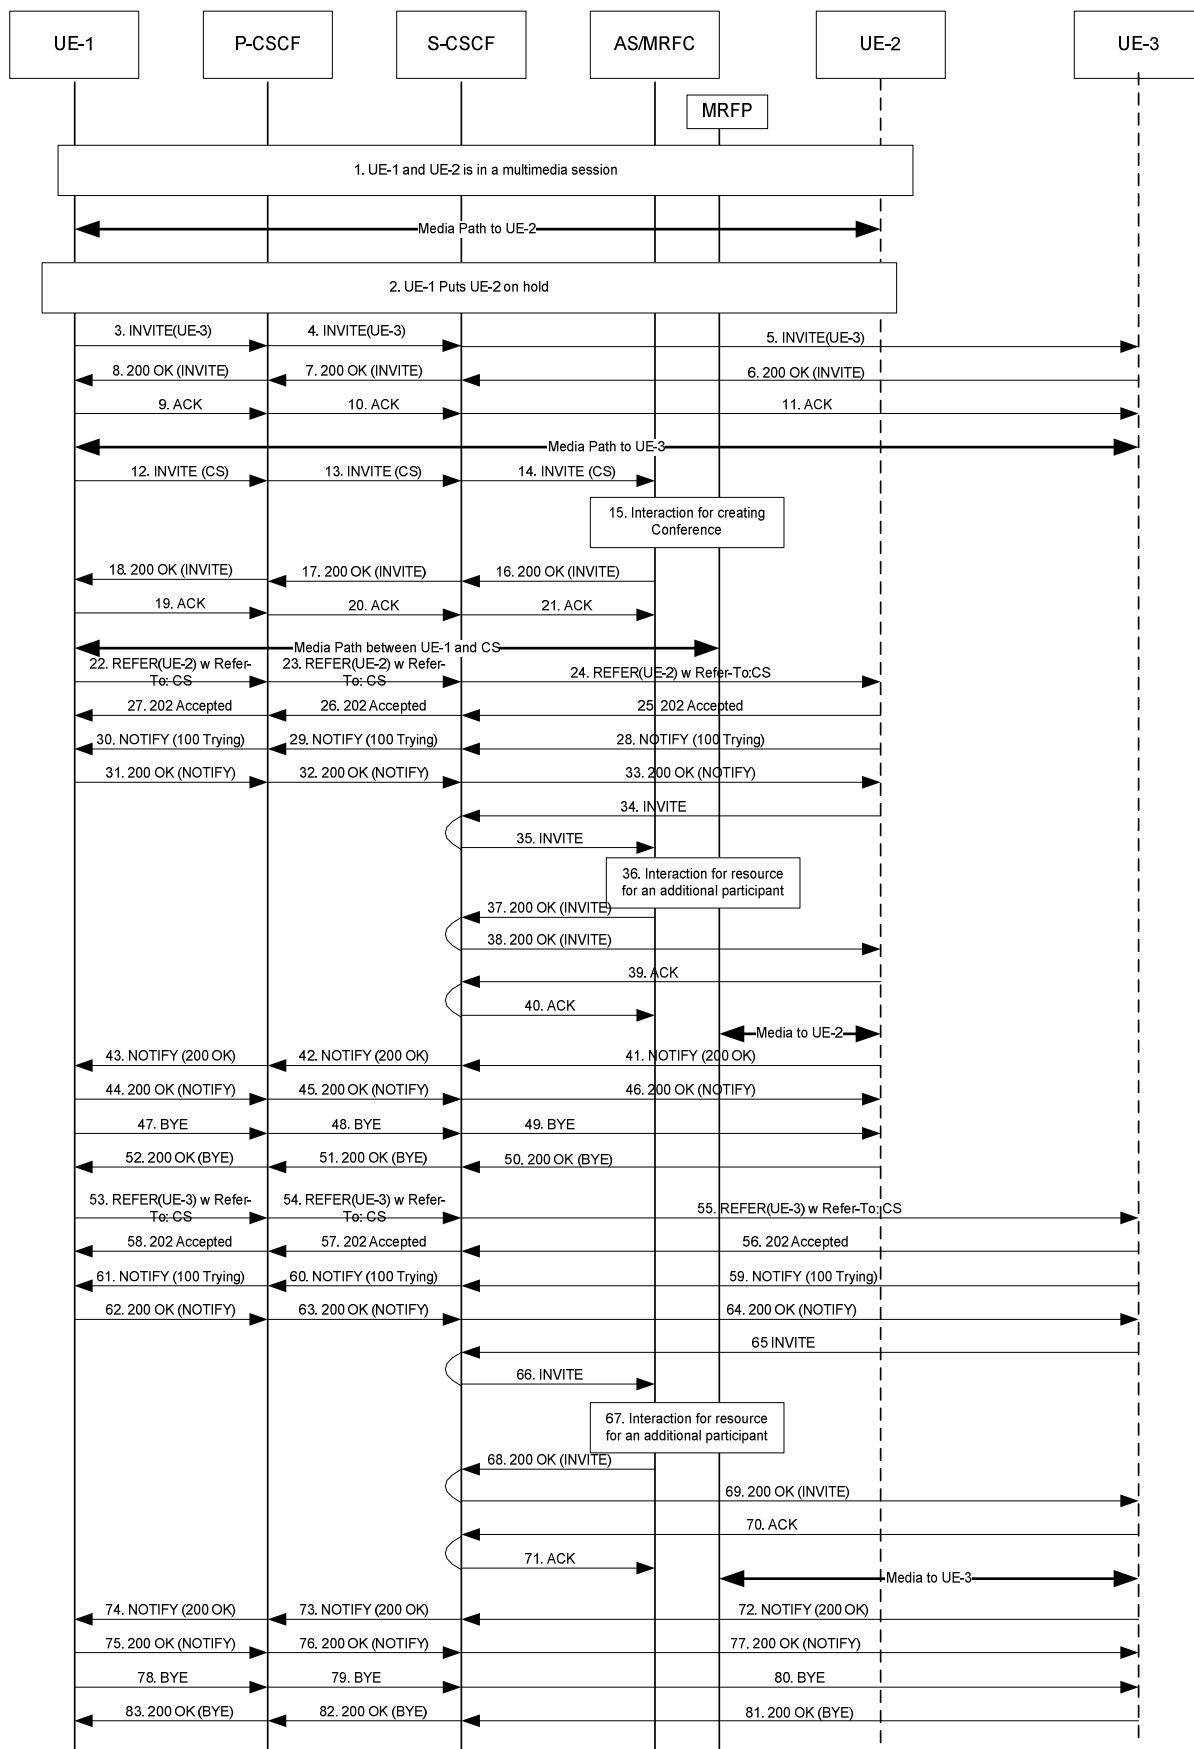 UE-1
P-CSCF
S-CSCF
AS/MRFC
UE-2
UE-3
MRFP
1. UE-1 and UE-2 is in a multimedia session
Media Path to UE-2
2. UE-1 Puts UE-2 on hold
3. INVITE(UE-3)
4. INVITE(UE-3)
5. INVITE(UE-3)
8. 200 OK (INVITE)
7. 200 OK (INVITE)
6. 200 OK (INVITE)
9. ACK
10. ACK
11. ACK
Media Path to UE-3
12. INVITE (CS)
13. INVITE (CS)
14. INVITE (CS)
15. Interaction for creating
Conference
18. 200 OK (INVITE)
17. 200 OK (INVITE)
16. 200 OK (INVITE)
19. ACK
20. ACK
21. ACK
Media Path between UE-1 and CS
22. REFER(UE-2) w Refer-
To: CS
23. REFER(UE-2) w Refer-
To: CS
24. REFER(UE-2) w Refer-To:CS
27. 202 Accepted
26. 202 Accepted
25. 202 Accepted
30. NOTIFY (100 Trying)
29. NOTIFY (100 Trying)
28. NOTIFY (100 Trying)
31. 200 OK (NOTIFY)
32. 200 OK (NOTIFY)
33. 200 OK (NOTIFY)
34. INVITE
35. INVITE
36. Interaction for resource
for an additional participant
37. 200 OK (INVITE)
38. 200 OK (INVITE)
39. ACK
40. ACK
Media to UE-2
43. NOTIFY (200 OK)
42. NOTIFY (200 OK)
41. NOTIFY (200 OK)
44. 200 OK (NOTIFY)
45. 200 OK (NOTIFY)
46. 200 OK (NOTIFY)
47. BYE
48. BYE
49. BYE
52. 200 OK (BYE)
51. 200 OK (BYE)
50. 200 OK (BYE)
53. REFER(UE-3) w Refer-
To: CS
54. REFER(UE-3) w Refer-
To: CS
55. REFER(UE-3) w Refer-To: CS
58. 202 Accepted
57. 202 Accepted
56. 202 Accepted
61. NOTIFY (100 Trying)
60. NOTIFY (100 Trying)
59. NOTIFY (100 Trying)
62. 200 OK (NOTIFY)
63. 200 OK (NOTIFY)
64. 200 OK (NOTIFY)
65 INVITE
66. INVITE
67. Interaction for resource
for an additional participant
68. 200 OK (INVITE)
69. 200 OK (INVITE)
70. ACK
71. ACK
Media to UE-3
74. NOTIFY (200 OK)
73. NOTIFY (200 OK)
72. NOTIFY (200 OK)
75. 200 OK (NOTIFY)
76. 200 OK (NOTIFY)
77. 200 OK (NOTIFY)
78. BYE
79. BYE
80. BYE
83. 200 OK (BYE)
82. 200 OK (BYE)
81. 200 OK (BYE)